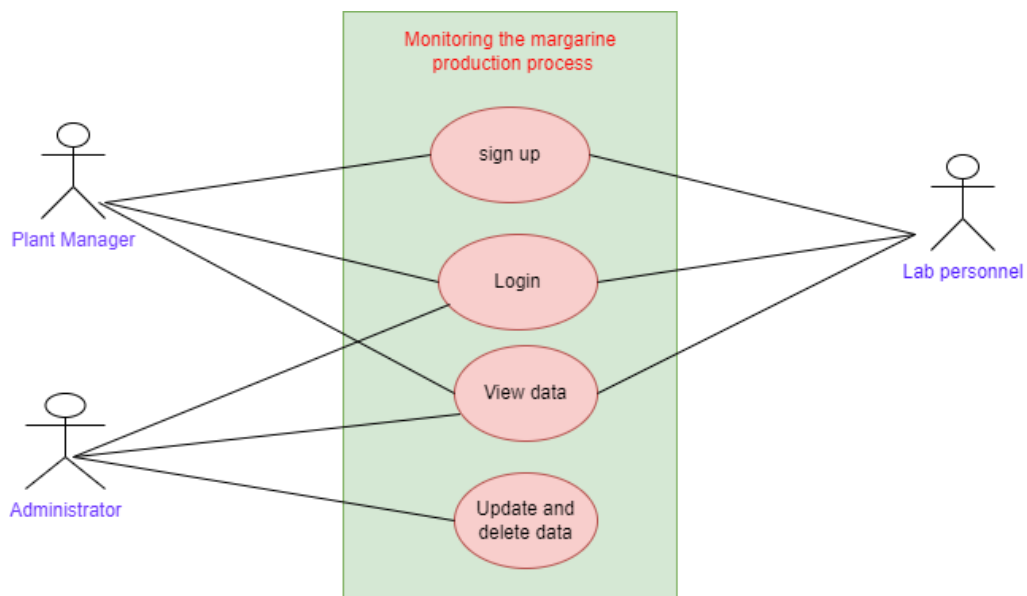 Monitoring the margarine
production process
sign up
Plant Manager
Lab personnel
Login
View data
Administrator
Update and
delete data